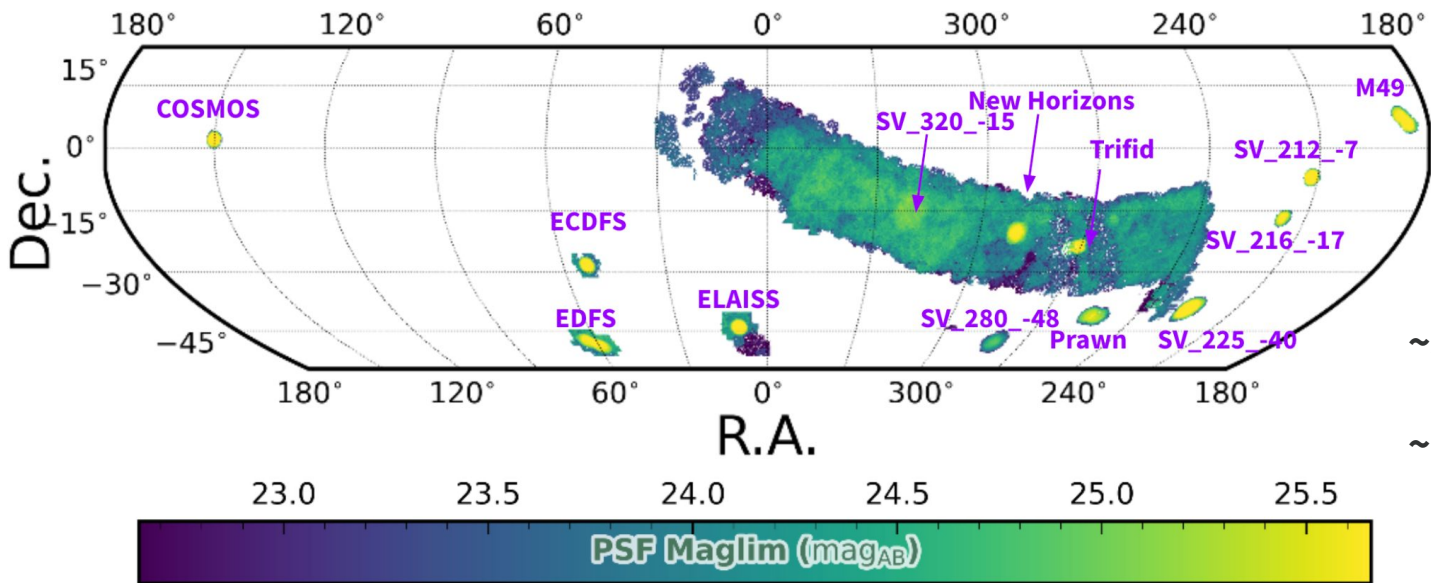 180° 120° 60° 0° 300° 240° 180°
15°
M49
COSMOS
New Horizons
SV_320_-15
0°
Trifid
SV_212_-7
Dec.
−15°
ECDFS
SV_216_-17
−30°
ELAISS
EDFS
SV_280_-48
Prawn
SV_225_-40
−45°
~
180° 120° 60° 0° 300° 240° 180°
R.A.
~
23.0 23.5 24.0 24.5 25.0 25.5
PSF Maglim (mag_AB)